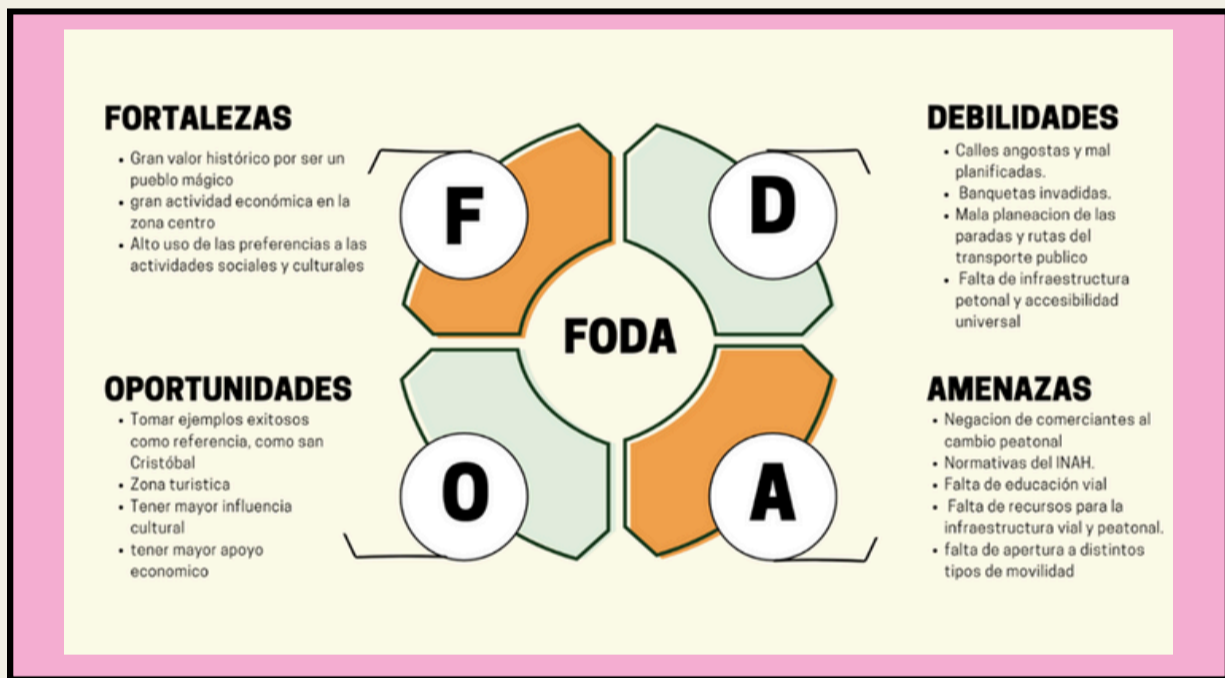 FORTALEZAS
• Gran valor histórico por ser un
pueblo mágico
• gran actividad económica en la
zona centro
• Alto uso de las preferencias a las
actividades sociales y culturales
F
D
DEBILIDADES
• Calles angostas y mal
planificadas.
• Banquetas invadidas.
• Mala planeacion de las
paradas y rutas del
transporte publico
• Falta de infraestructura
petonal y accesibilidad
universal
FODA
OPORTUNIDADES
• Tomar ejemplos exitosos
como referencia, como san
Cristóbal
• Zona turistica
• Tener mayor influencia
cultural
• tener mayor apoyo
economico
O
A
AMENAZAS
• Negacion de comerciantes al
cambio peatonal
• Normativas del INAH.
• Falta de educación vial
• Falta de recursos para la
infraestructura vial y peatonal.
• falta de apertura a distintos
tipos de movilidad